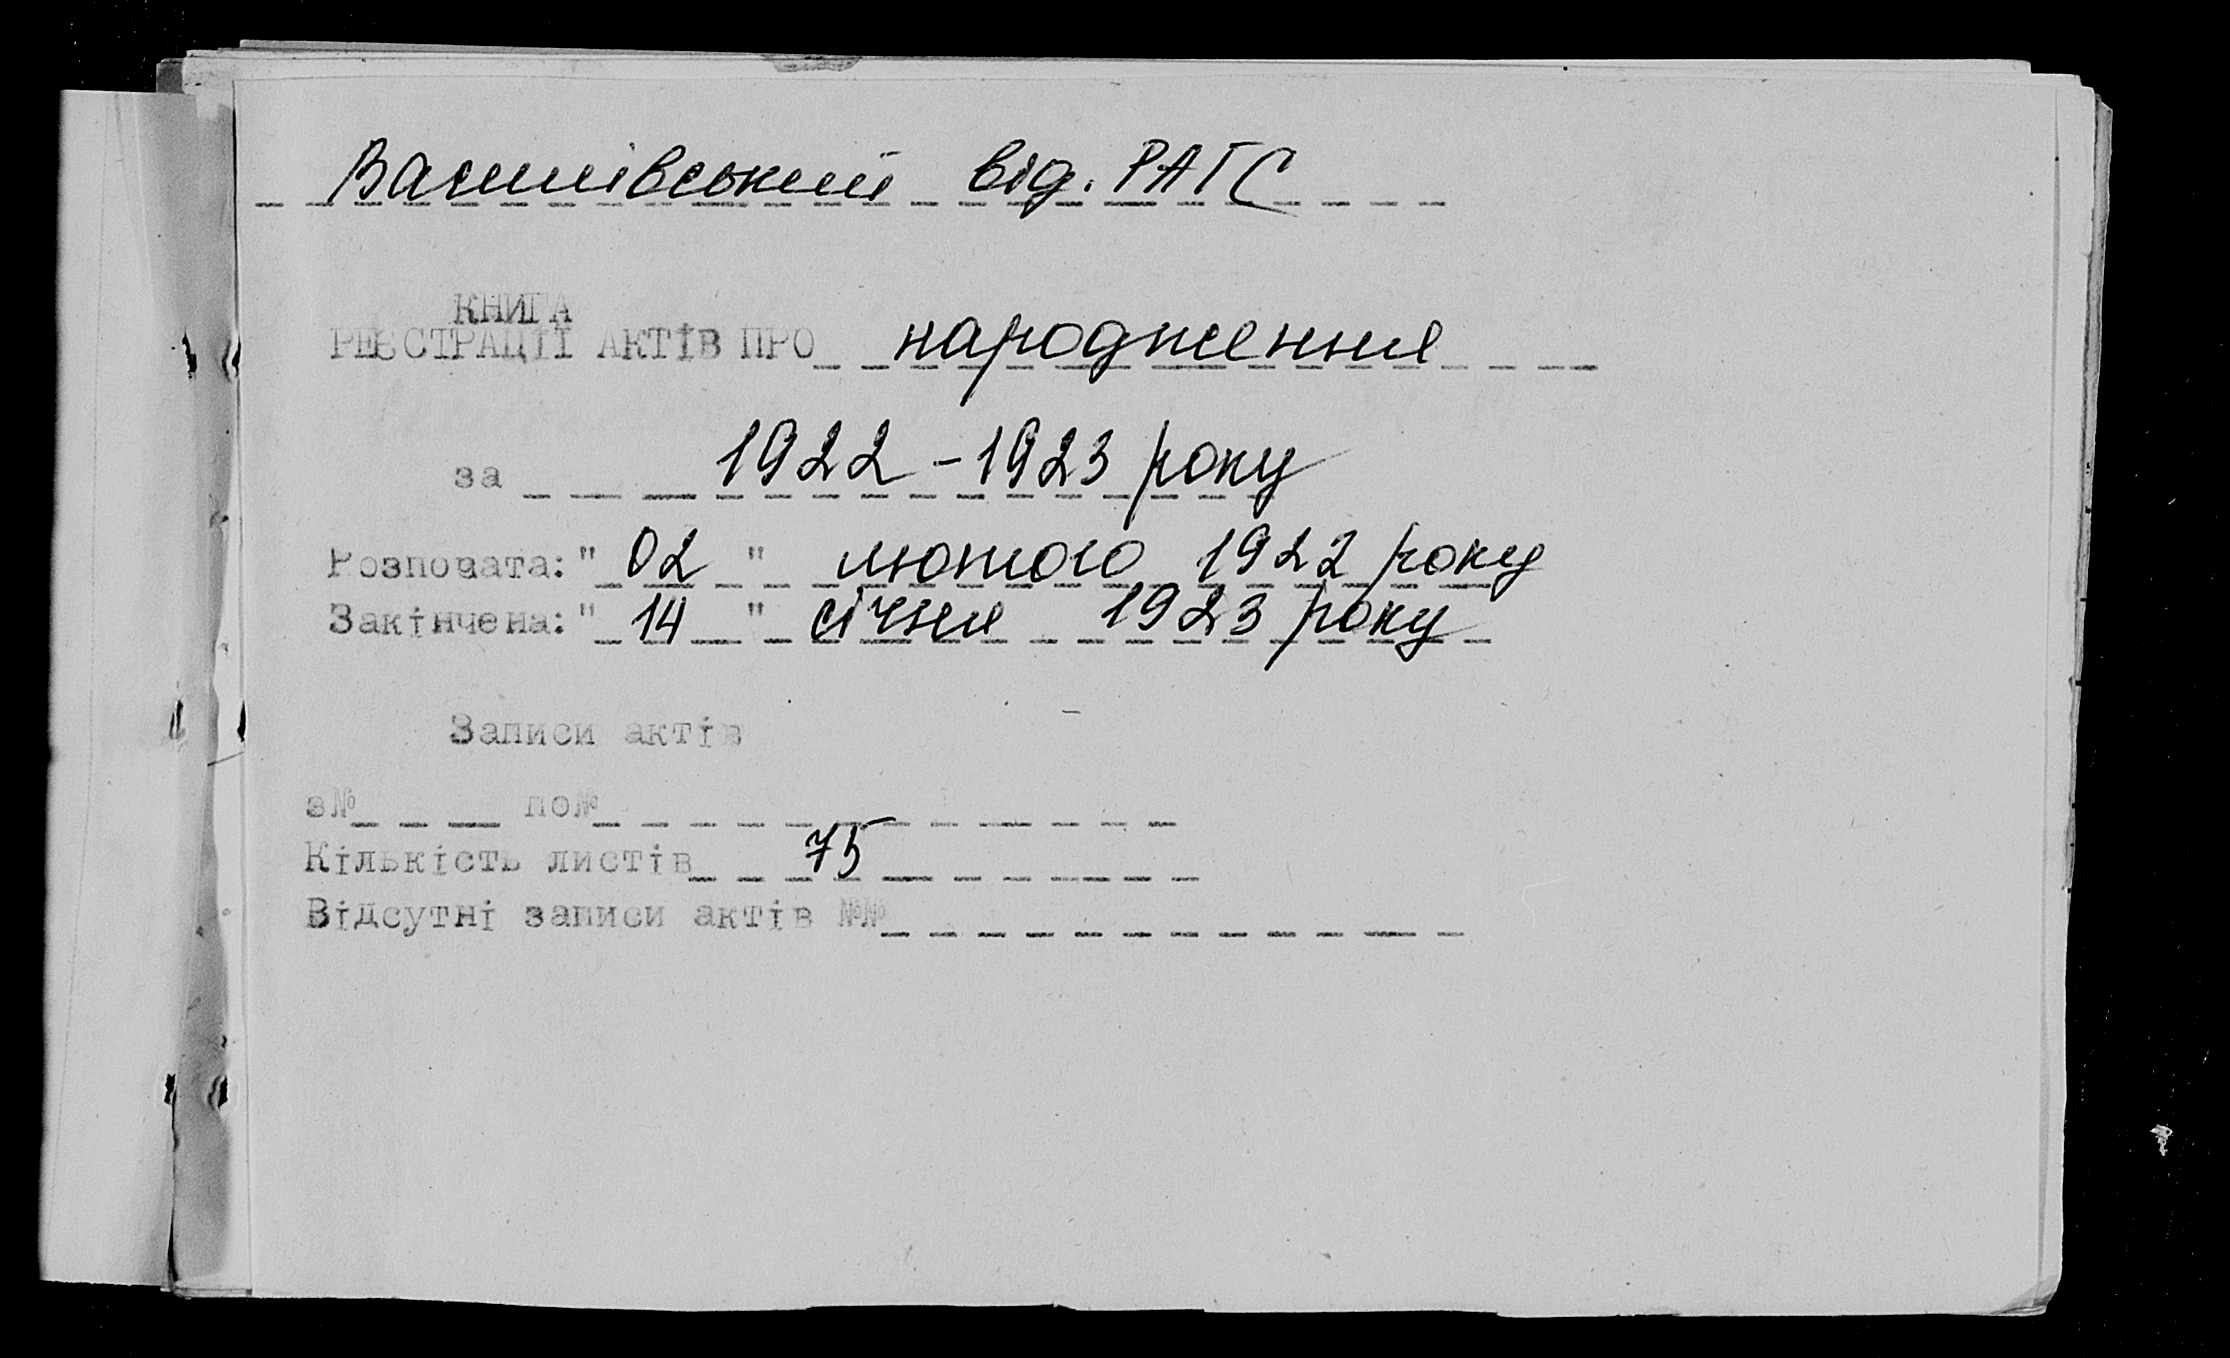 Василівський від. РАГС
КНИГА
РЕЄСТРАЦІЇ АКТІВ ПРО народження
за 1922 - 1923 року
Розпочата: " 02 " лютого 1922 року
Закінчена: " 14 " січня 1923 року
Записи актів
з№ по№
Кількість листів 75
Відсутні записи актів №№